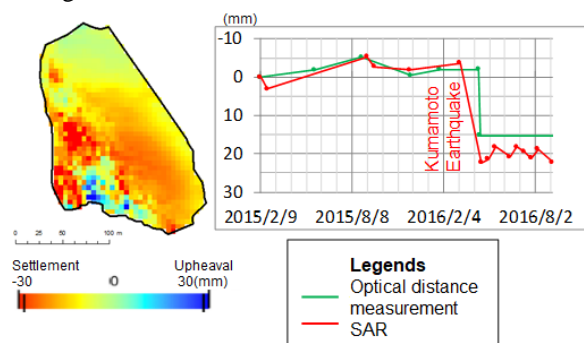 (mm)
-10
0
10
20
30
Kumamoto
Earthquake
2015/2/9 2015/8/8 2016/2/4 2016/8/2
0 50 100 m
Settlement 0 Upheaval
-30 30(mm)
Legends
Optical distance
measurement
SAR